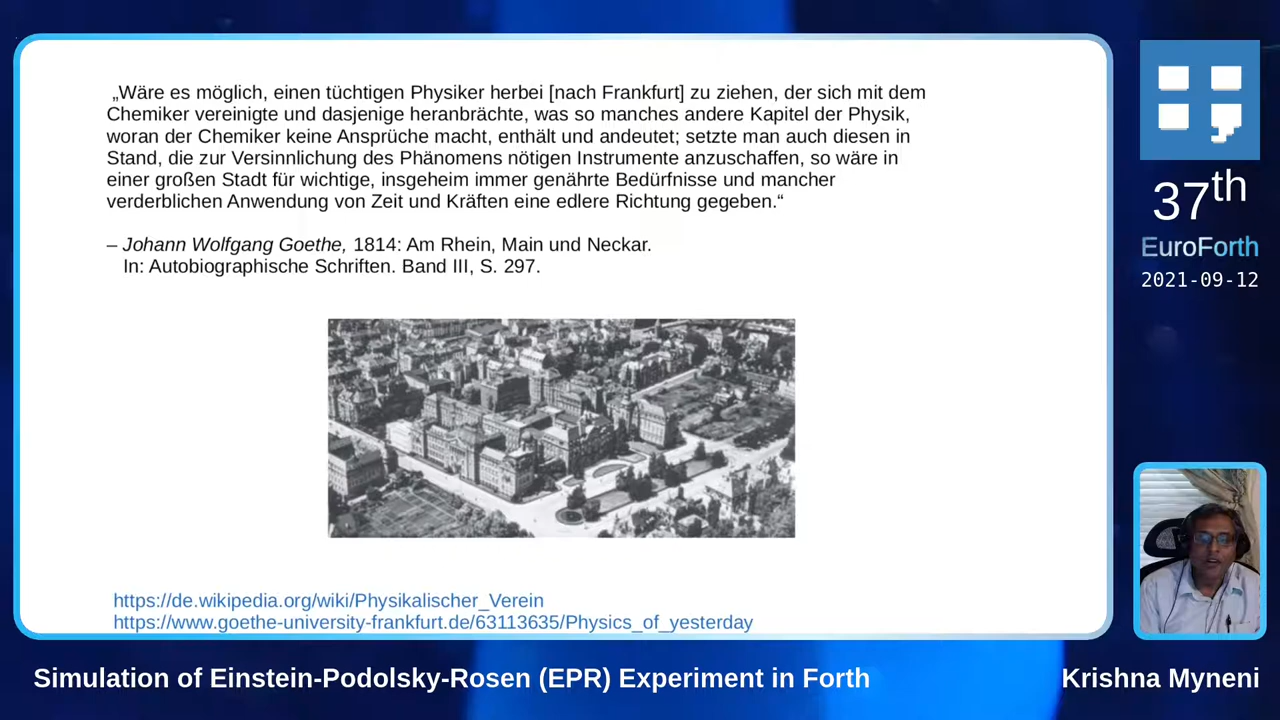 „Wäre es möglich, einen tüchtigen Physiker herbei [nach Frankfurt] zu ziehen, der sich mit dem
Chemiker vereinigte und dasjenige heranbrächte, was so manches andere Kapitel der Physik,
woran der Chemiker keine Ansprüche macht, enthält und andeutet; setzte man auch diesen in
Stand, die zur Versinnlichung des Phänomens nötigen Instrumente anzuschaffen, so wäre in
einer großen Stadt für wichtige, insgeheim immer genährte Bedürfnisse und mancher
verderblichen Anwendung von Zeit und Kräften eine edlere Richtung gegeben.“
– Johann Wolfgang Goethe, 1814: Am Rhein, Main und Neckar.
In: Autobiographische Schriften. Band III, S. 297.
https://de.wikipedia.org/wiki/Physikalischer_Verein
https://www.goethe-university-frankfurt.de/63113635/Physics_of_yesterday
37th
EuroForth
2021-09-12
Simulation of Einstein-Podolsky-Rosen (EPR) Experiment in Forth
Krishna Myneni